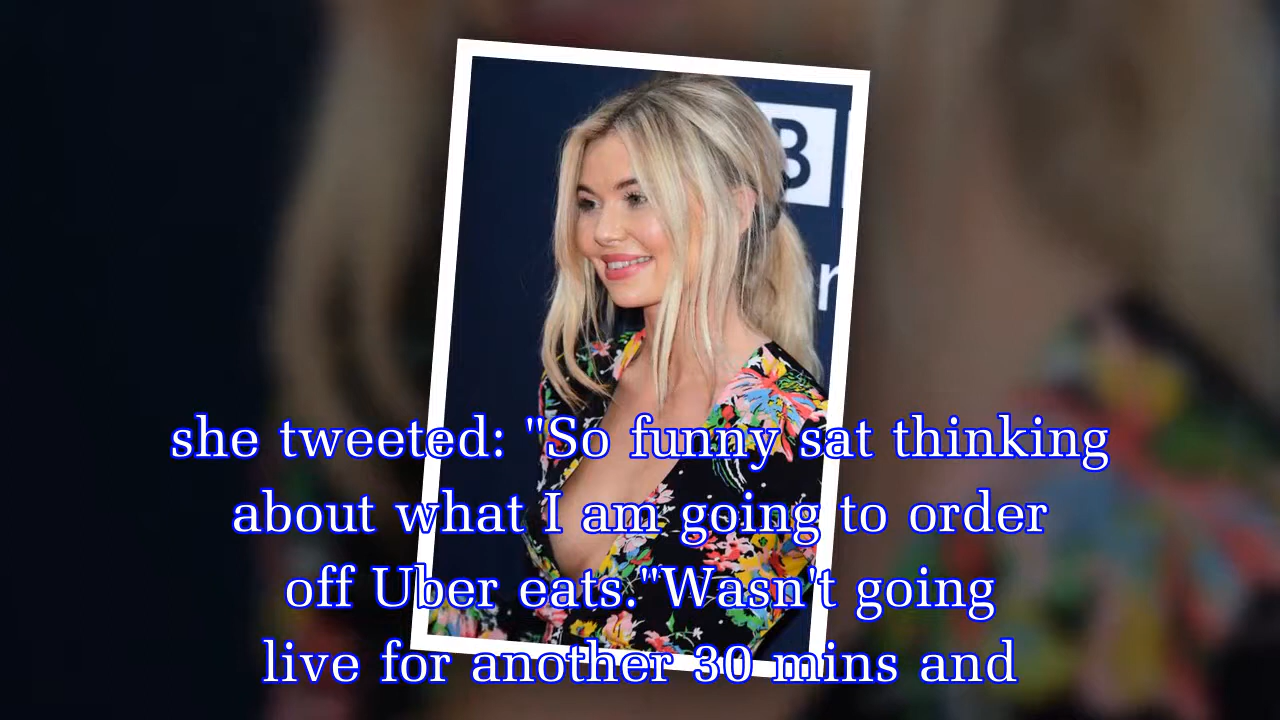 B
r
she tweeted: "So funny sat thinking
about what I am going to order
off Uber eats."Wasn't going
live for another 30 mins and